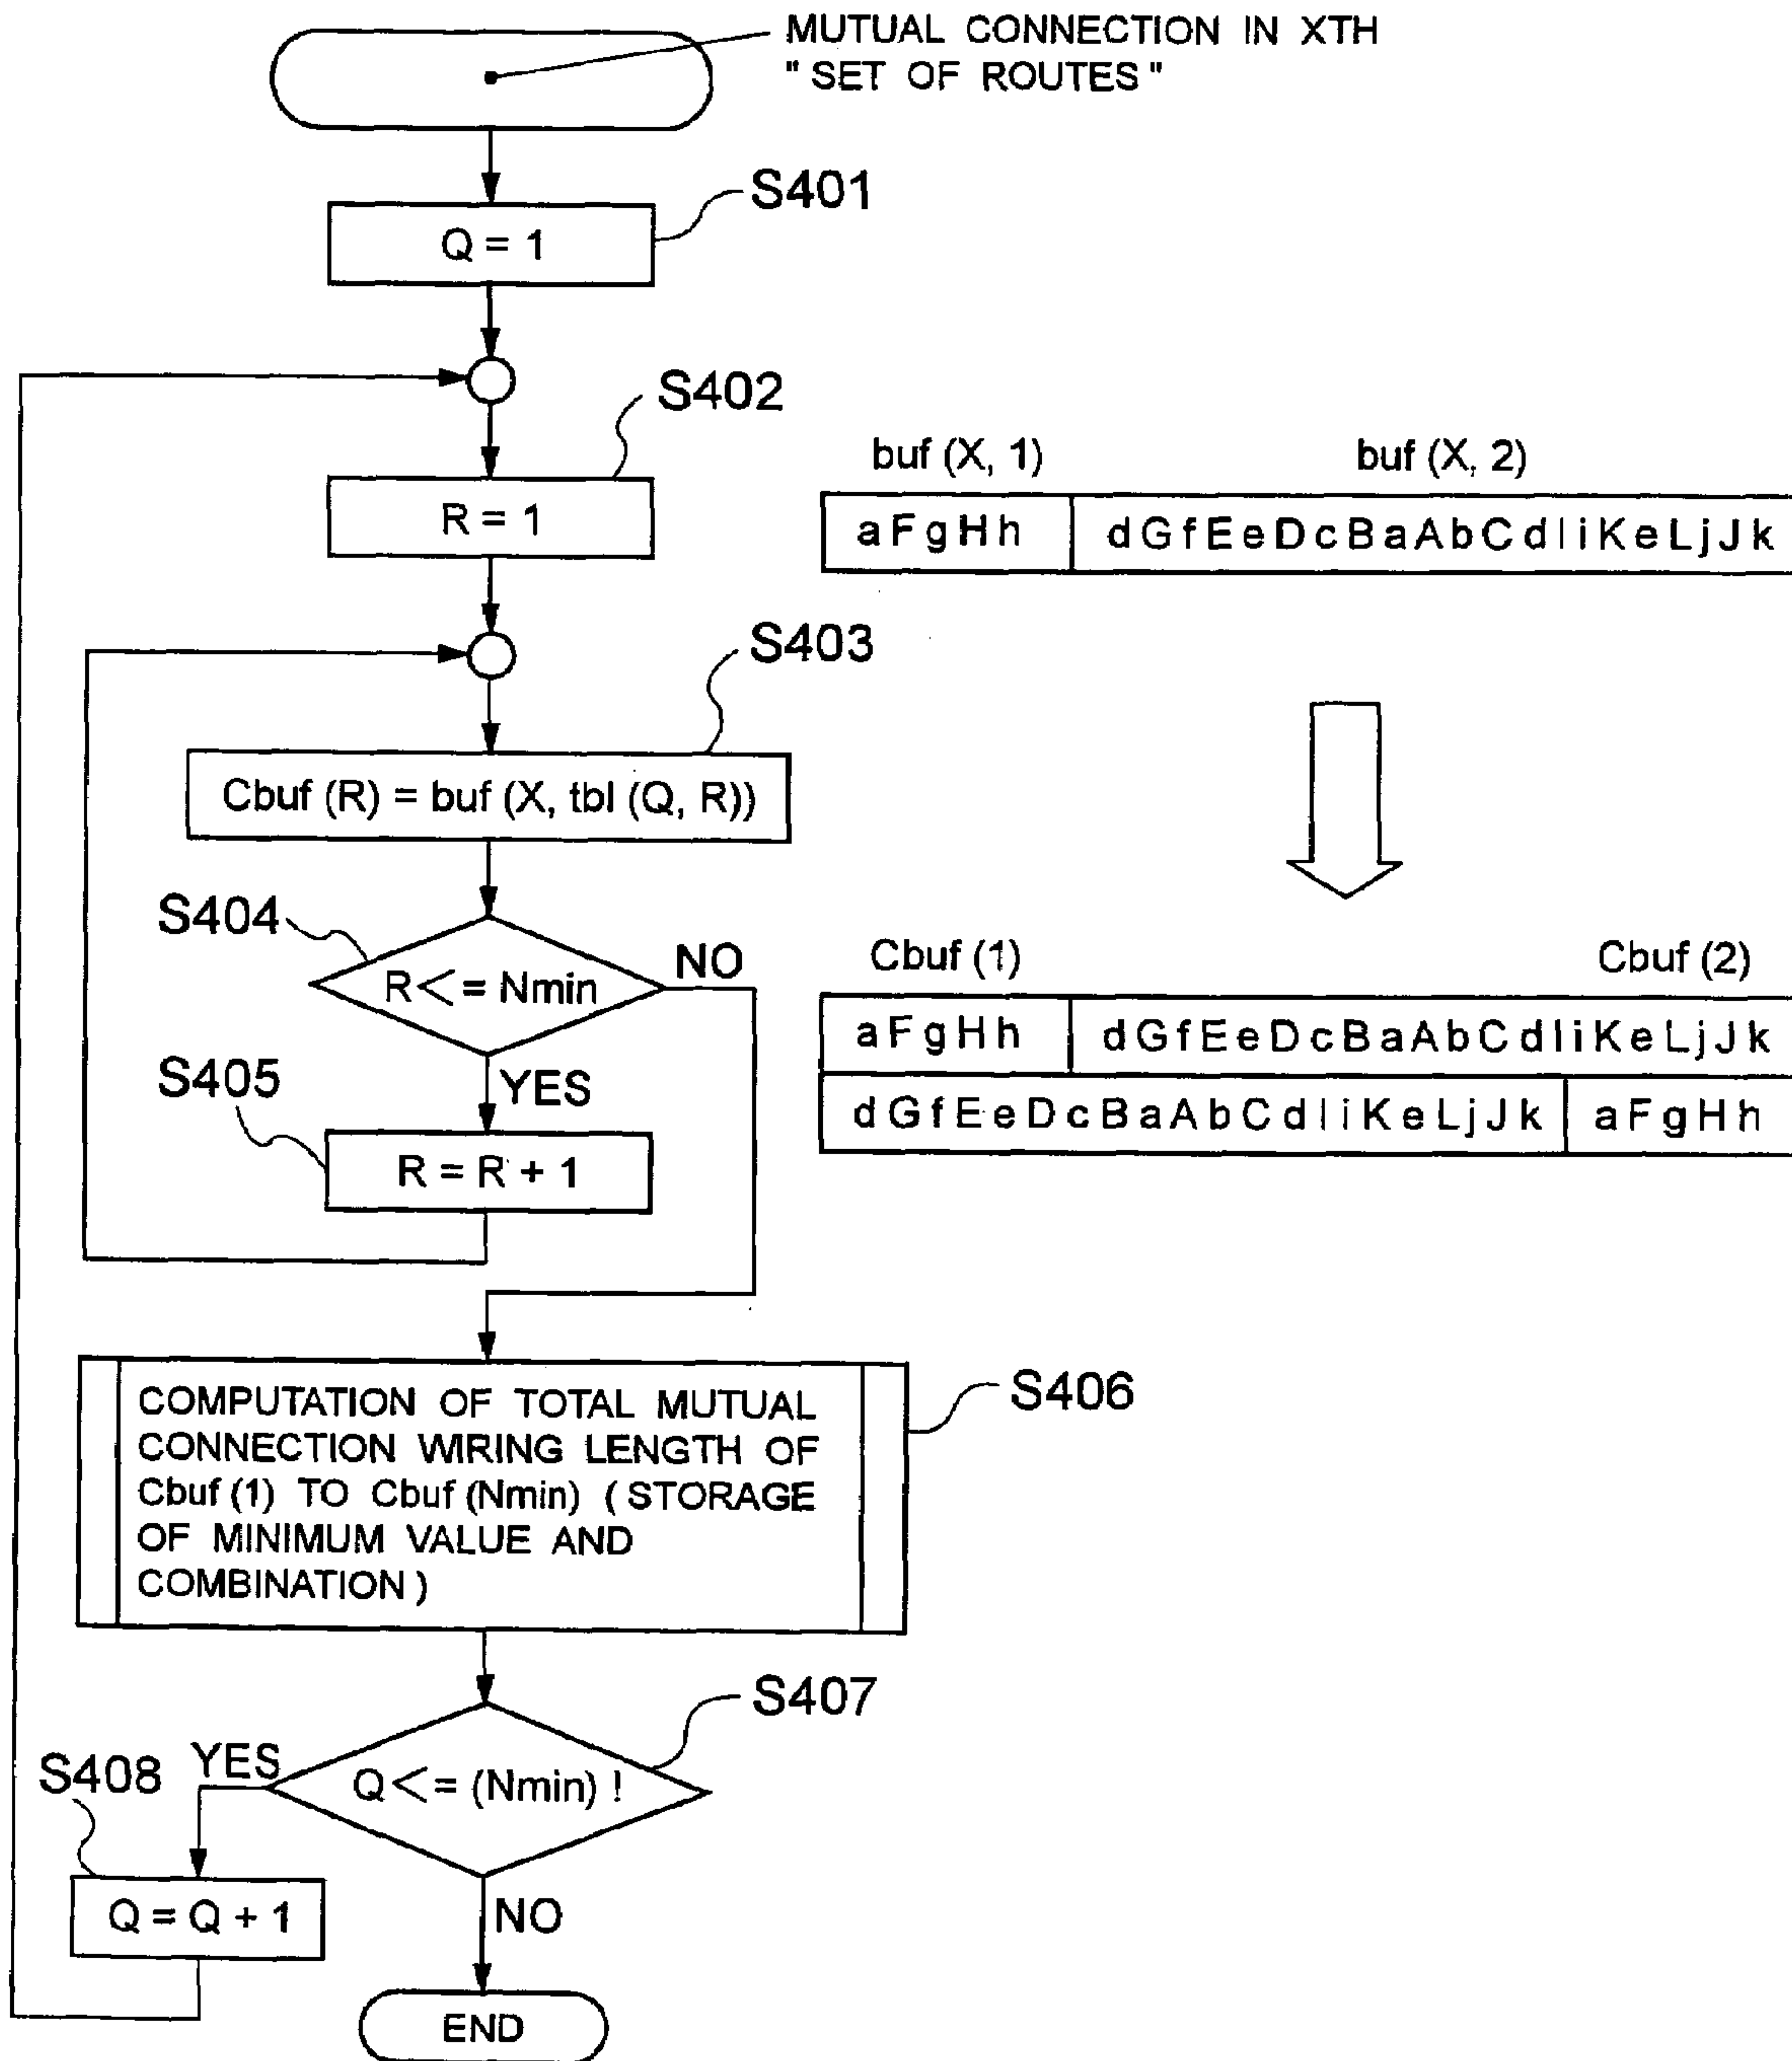 MUTUAL CONNECTION IN XTH
" SET OF ROUTES "
S401
Q = 1
S402
R = 1
buf (X, 1)
buf (X, 2)
a F g H h
d G f E e D c B a A b C d I i K e L j J k
S403
Cbuf (R) = buf (X, tbl (Q, R))
S404
R < = Nmin
NO
YES
S405
R = R + 1
Cbuf (1)
Cbuf (2)
a F g H h
d G f E e D c B a A b C d I i K e L j J k
d G f E e D c B a A b C d I i K e L j J k
a F g H h
S406
COMPUTATION OF TOTAL MUTUAL
CONNECTION WIRING LENGTH OF
Cbuf (1) TO Cbuf (Nmin) ( STORAGE
OF MINIMUM VALUE AND
COMBINATION )
S407
Q < = (Nmin) !
YES
S408
Q = Q + 1
NO
END